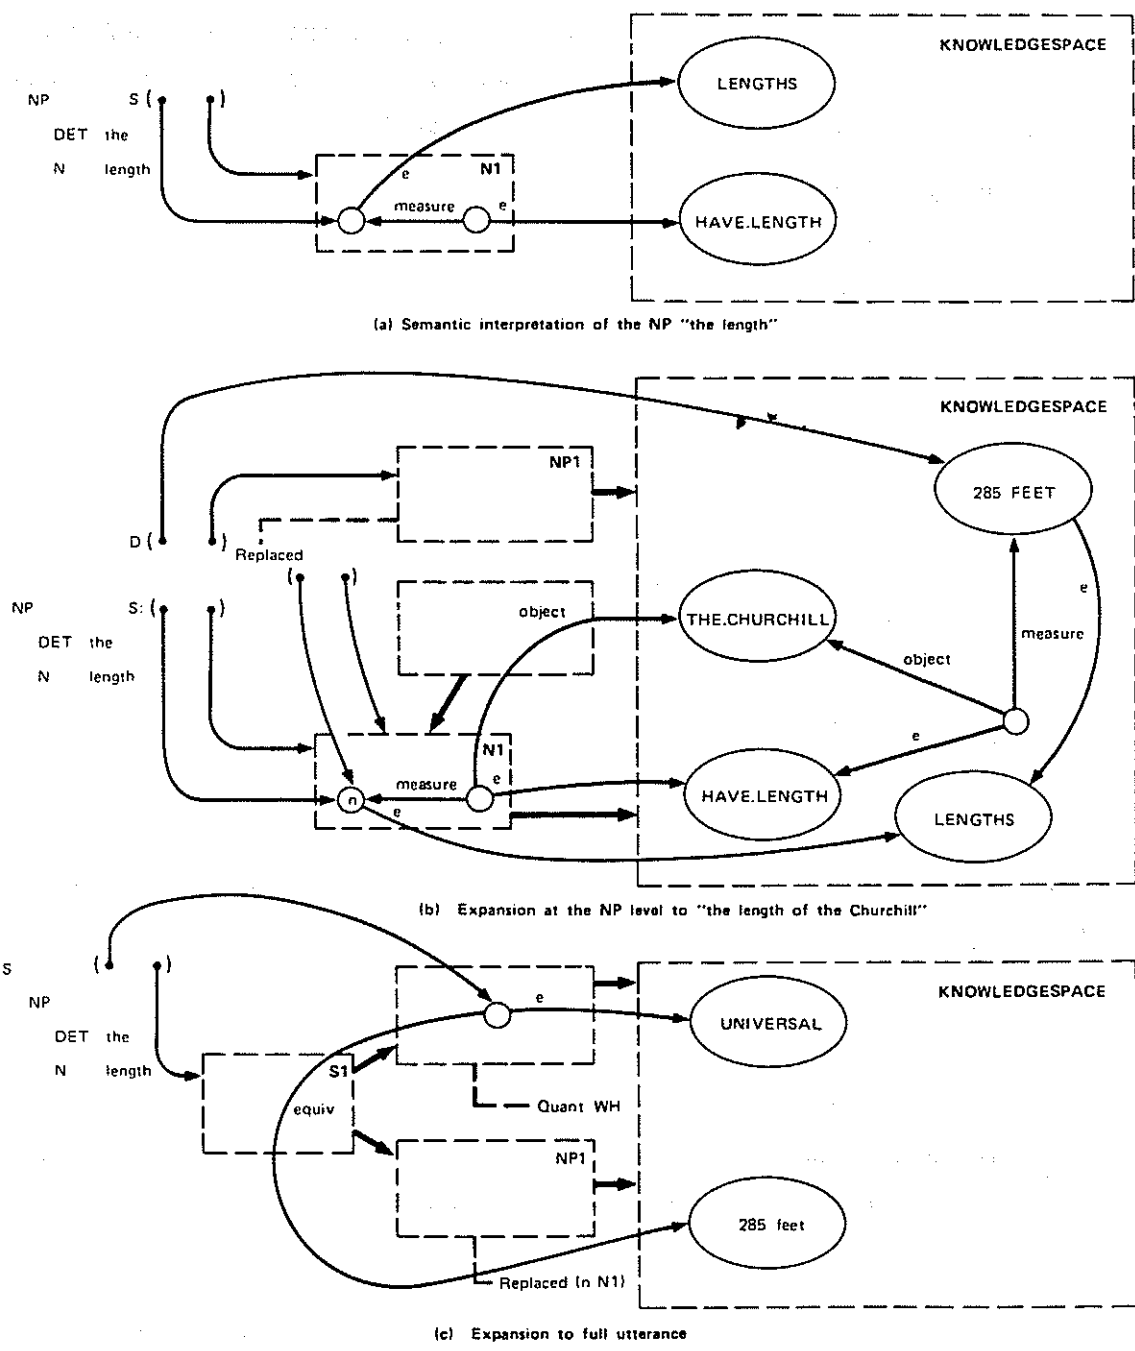 KNOWLEDGESPACE
LENGTHS
NP S ( )
DET the
N length
N1
e
measure e
HAVE.LENGTH
(a) Semantic interpretation of the NP "the length"
KNOWLEDGESPACE
NP1
285 FEET
D ( )
Replaced
( )
e
NP S: ( )
object
THE.CHURCHILL
DET the
measure
object
N length
e
N1
measure e
n
HAVE.LENGTH
e
LENGTHS
(b) Expansion at the NP level to "the length of the Churchill"
S ( )
KNOWLEDGESPACE
NP
e
UNIVERSAL
DET the
N length
S1
equiv
Quant WH
NP1
285 feet
Replaced (n N1)
(c) Expansion to full utterance